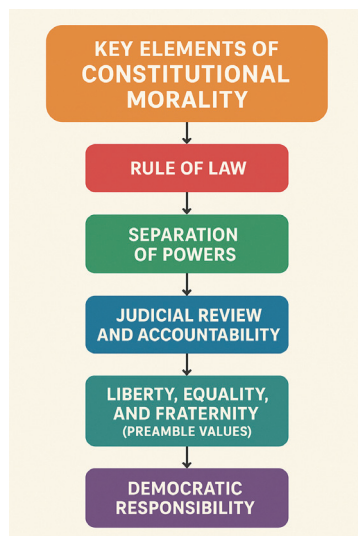 KEY ELEMENTS OF
CONSTITUTIONAL
MORALITY
RULE OF LAW
SEPARATION
OF POWERS
JUDICIAL REVIEW
AND ACCOUNTABILITY
LIBERTY, EQUALITY,
AND FRATERNITY
(PREAMBLE VALUES)
DEMOCRATIC
RESPONSIBILITY